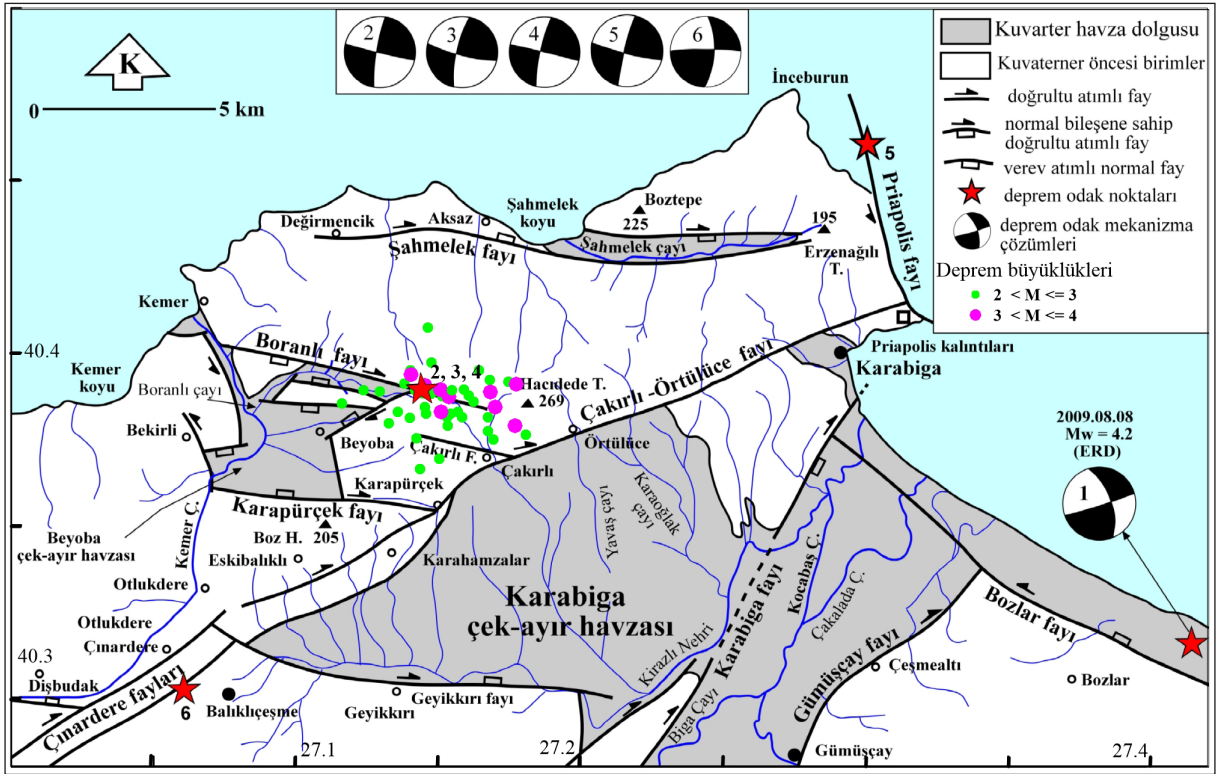 K
0
5 km
2
3
4
5
6
Kuvarter havza dolgusu
Kuvaterner öncesi birimler
doğrultu atımlı fay
normal bileşene sahip
doğrultu atımlı fay
verev atımlı normal fay
deprem odak noktaları
deprem odak mekanizma
çözümleri
Deprem büyüklükleri
2 < M <= 3
3 < M <= 4
İnceburun
5
Priapolis fayı
Boztepe
225
195
Erzenağılı
T.
Değirmencik
Aksaz
Şahmelek
koyu
Şahmelek çayı
Şahmelek fayı
Kemer
Kemer
koyu
40.4
Boranlı fayı
Boranlı çayı
2, 3, 4
Hacıdede T.
269
Çakırlı -Örtülüce fayı
Priapolis kalıntıları
Karabiga
Bekirli
Beyoba
Çakırlı F.
Çakırlı
Örtülüce
2009.08.08
Mw = 4.2
(ERD)
1
Karapürçek
Karapürçek fayı
Beyoba
çek-ayır havzası
Kemer Ç.
Boz H.
205
Eskibalıklı
Karahamzalar
Yavaş çayı
Karaoğlak
çayı
Otlukdere
Otlukdere
Çınardere
Karabiga
çek-ayır havzası
Kirazlı Nehri
Karabiga fayı
Kocabaş Ç.
Çakalada Ç.
Gümüşçay fayı
Bozlar fayı
Çeşmealtı
Bozlar
40.3
Dişbudak
Çınardere fayları
6
Balıklıçeşme
Geyikkırı
Geyikkırı fayı
Biga Çayı
Gümüşçay
27.1
27.2
27.4